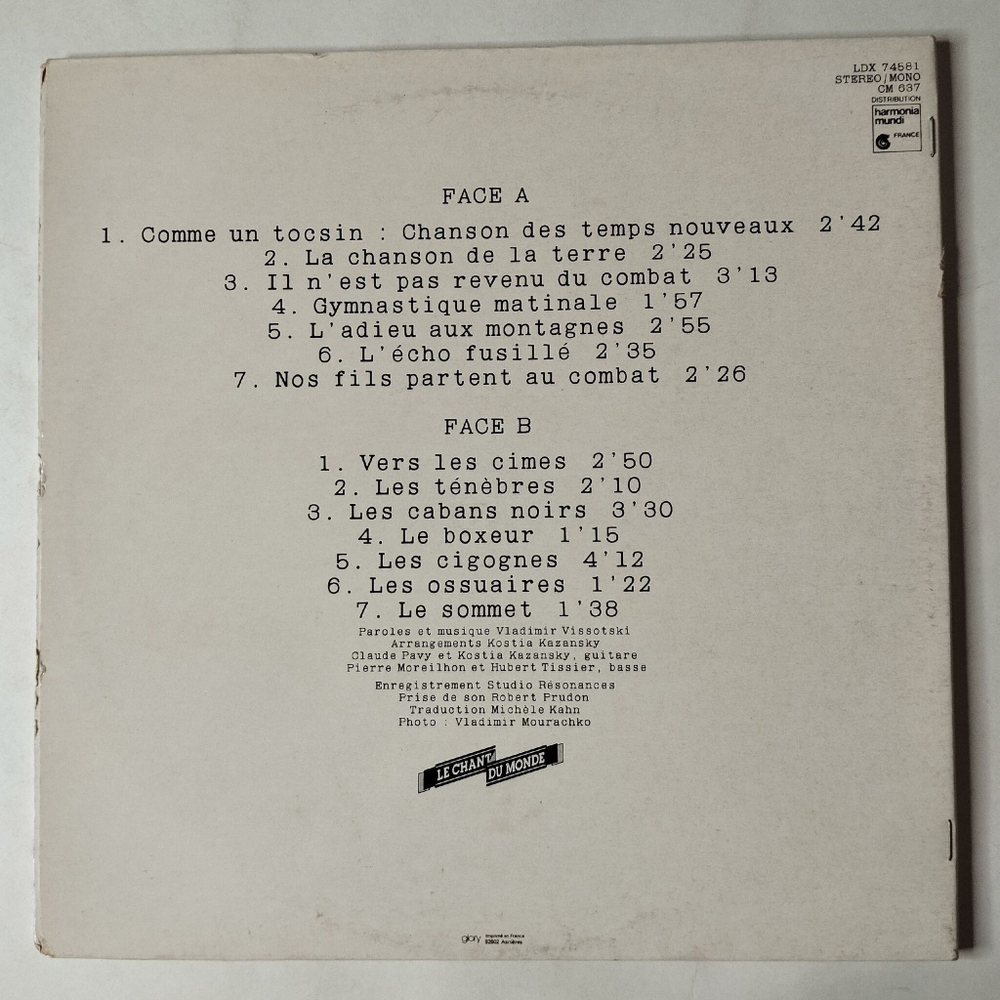 LDX 74581
STEREO/MONO
CM 637
DISTRIBUTION
harmonia
mundi
FRANCE
FACE A
1. Comme un tocsin : Chanson des temps nouveaux 2'42
2. La chanson de la terre 2'25
3. Il n'est pas revenu du combat 3'13
4. Gymnastique matinale 1'57
5. L'adieu aux montagnes 2'55
6. L'écho fusillé 2'35
7. Nos fils partent au combat 2'26
FACE B
1. Vers les cimes 2'50
2. Les ténèbres 2'10
3. Les cabans noirs 3'30
4. Le boxeur 1'15
5. Les cigognes 4'12
6. Les ossuaires 1'22
7. Le sommet 1'38
Paroles et musique Vladimir Vissotski
Arrangements Kostia Kazansky
Claude Pavy et Kostia Kazansky, guitare
Pierre Moreilhon et Hubert Tissier, basse
Enregistrement Studio Résonances
Prise de son Robert Prudon
Traduction Michèle Kahn
Photo : Vladimir Mourachko
LE CHANT
DU MONDE
glory Imprimé en France
92602 Asnières